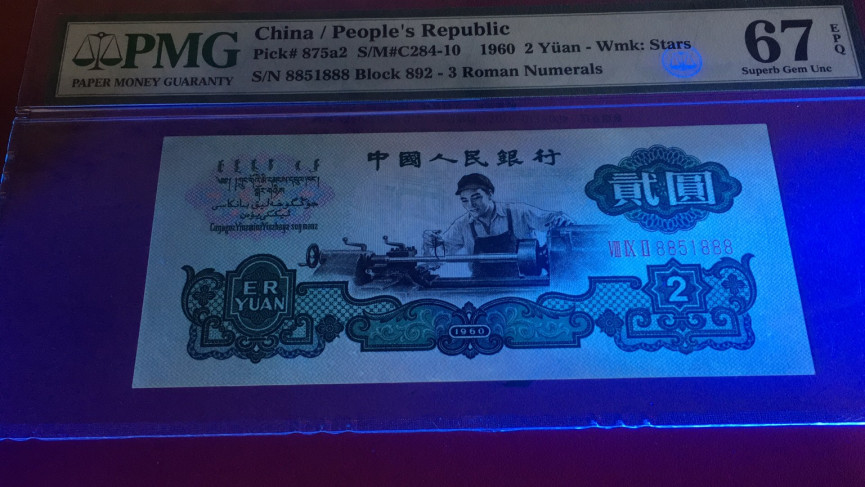 PMG
PAPER MONEY GUARANTY
China / People's Republic
Pick# 875a2 S/M#C284-10 1960 2 Yüan - Wmk: Stars
S/N 8851888 Block 892 - 3 Roman Numerals
67
EPQ
Superb Gem Unc
中國人民銀行
貳圓
VIII IX II 8851888
ER
YUAN
1960
2